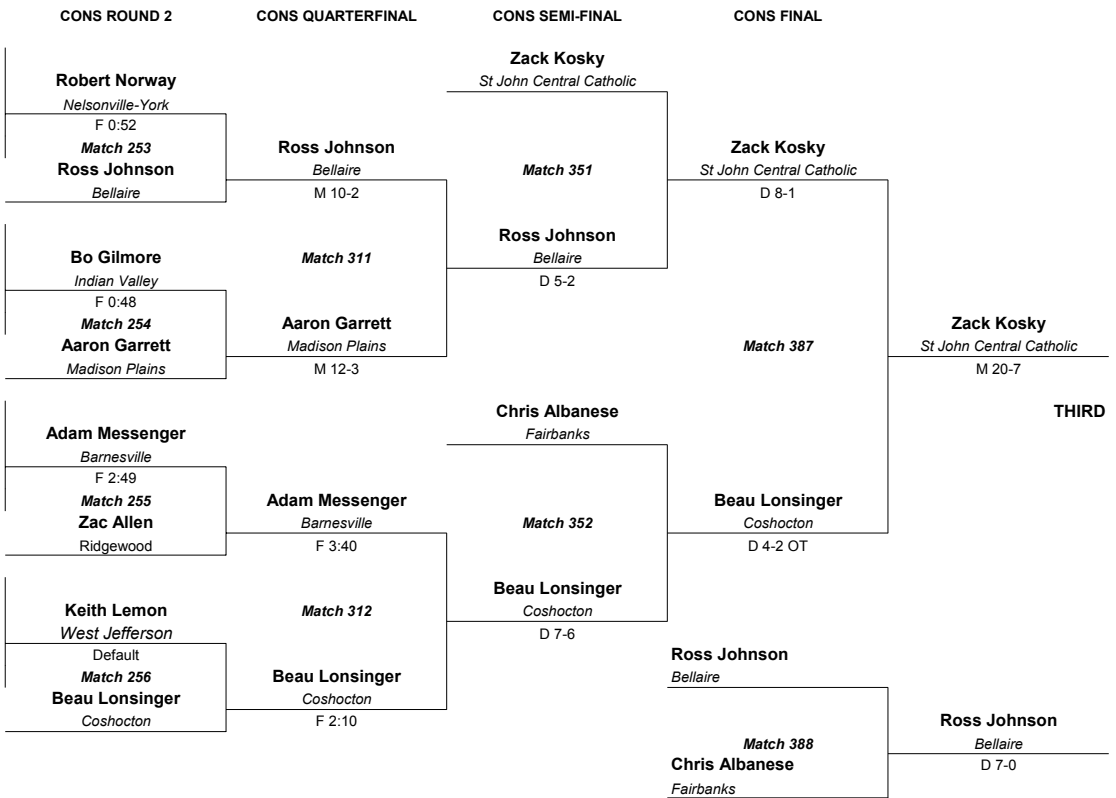 CONS ROUND 2 CONS QUARTERFINAL CONS SEMI-FINAL CONS FINAL
Zack Kosky
St John Central Catholic
Robert Norway
Nelsonville-York
F 0:52
Match 253
Ross Johnson
Bellaire
Ross Johnson
Bellaire
M 10-2
Match 351
Zack Kosky
St John Central Catholic
D 8-1
Ross Johnson
Bellaire
D 5-2
Bo Gilmore
Indian Valley
F 0:48
Match 254
Aaron Garrett
Madison Plains
Match 311
Aaron Garrett
Madison Plains
M 12-3
Match 387
Zack Kosky
St John Central Catholic
M 20-7
THIRD
Chris Albanese
Fairbanks
Adam Messenger
Barnesville
F 2:49
Match 255
Zac Allen
Ridgewood
Adam Messenger
Barnesville
F 3:40
Match 352
Beau Lonsinger
Coshocton
D 4-2 OT
Beau Lonsinger
Coshocton
D 7-6
Keith Lemon
West Jefferson
Default
Match 256
Beau Lonsinger
Coshocton
Match 312
Beau Lonsinger
Coshocton
F 2:10
Ross Johnson
Bellaire
Match 388
Chris Albanese
Fairbanks
Ross Johnson
Bellaire
D 7-0